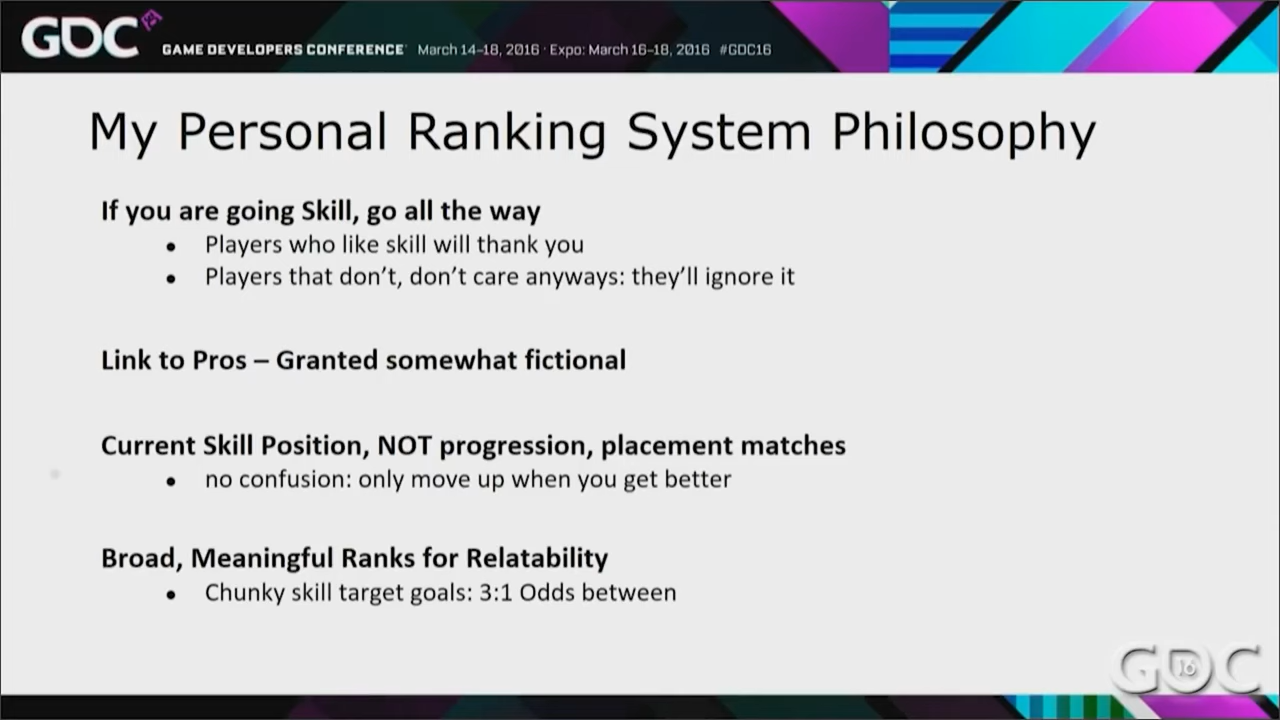 GDC
GAME DEVELOPERS CONFERENCE March 14-18, 2016 · Expo: March 16-18, 2016 #GDC16
My Personal Ranking System Philosophy
If you are going Skill, go all the way
• Players who like skill will thank you
• Players that don't, don't care anyways: they'll ignore it
Link to Pros – Granted somewhat fictional
Current Skill Position, NOT progression, placement matches
• no confusion: only move up when you get better
Broad, Meaningful Ranks for Relatability
• Chunky skill target goals: 3:1 Odds between
GDC 16